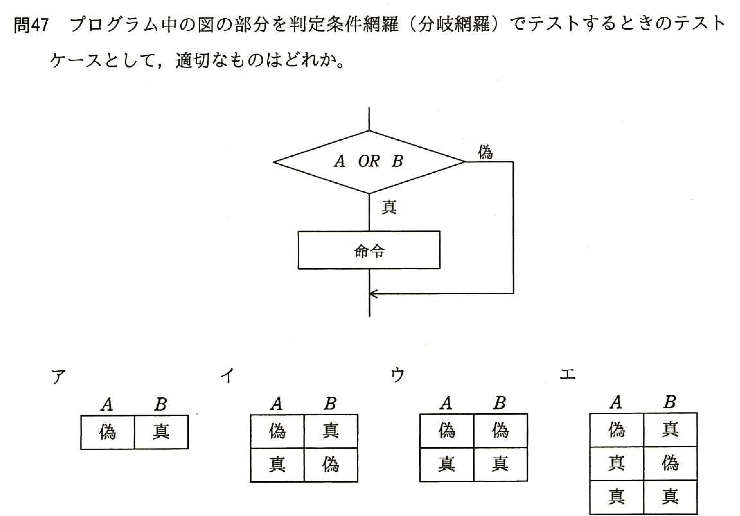 問47 プログラム中の図の部分を判定条件網羅（分岐網羅）でテストするときのテスト
ケースとして，適切なものはどれか。
A OR B
偽
真
命令
ア イ ウ エ
A B A B A B A B
偽 真 偽 真 偽 偽 偽 真
真 偽 真 真 真 偽
真 真